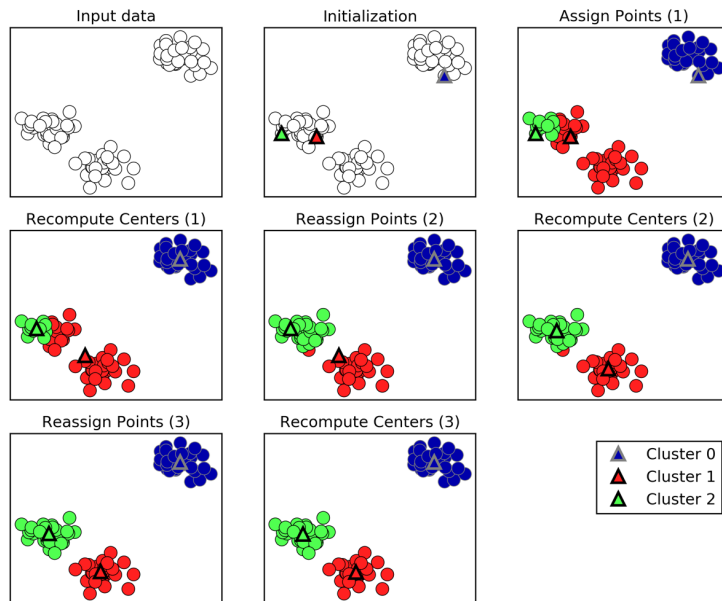 Input data
Initialization
Assign Points (1)
Recompute Centers (1)
Reassign Points (2)
Recompute Centers (2)
Reassign Points (3)
Recompute Centers (3)
Cluster 0
Cluster 1
Cluster 2